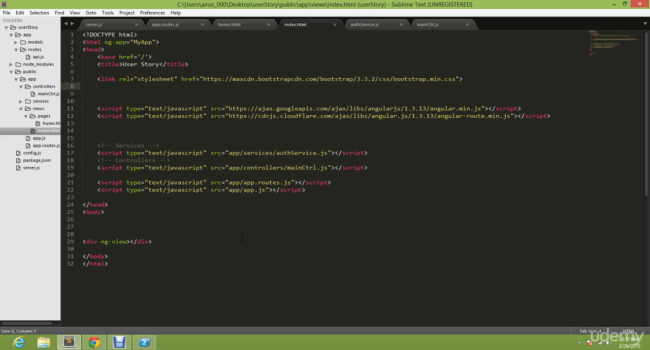 C:\Users\airso_000\Desktop\userStory\public\app\views\index.html (userStory) - Sublime Text (UNREGISTERED)
File Edit Selection Find View Goto Tools Project Preferences Help
FOLDERS
userStory
app
models
routes
api.js
node_modules
public
app
controllers
mainCtrl.js
services
views
pages
home.ht
index.html
app.js
app.routes.js
config.js
package.json
server.js
server.js
app.routes.js
home.html
index.html
authService.js
mainCtrl.js
1 <!DOCTYPE html>
2 <html ng-app="MyApp">
3 <head>
4 <base href='/'>
5 <title>User Story</title>
6
7 <link rel="stylesheet" href="https://maxcdn.bootstrapcdn.com/bootstrap/3.3.2/css/bootstrap.min.css">
8
9
10
11 <script type="text/javascript" src="https://ajax.googleapis.com/ajax/libs/angularjs/1.3.13/angular.min.js"></script>
12 <script type="text/javascript" src="https://cdnjs.cloudflare.com/ajax/libs/angular.js/1.3.13/angular-route.min.js"></script>
13
14
15
16 <!-- Services -->
17 <script type="text/javascript" src="app/services/authService.js"></script>
18 <!-- Controllers -->
19 <script type="text/javascript" src="app/controllers/mainCtrl.js"></script>
20
21 <script type="text/javascript" src="app/app.routes.js"></script>
22 <script type="text/javascript" src="app/app.js"></script>
23
24 </head>
25 <body>
26
27
28
29 <div ng-view></div>
30
31 </body>
32 </html>
Tab Size: 4
HTML
udemy